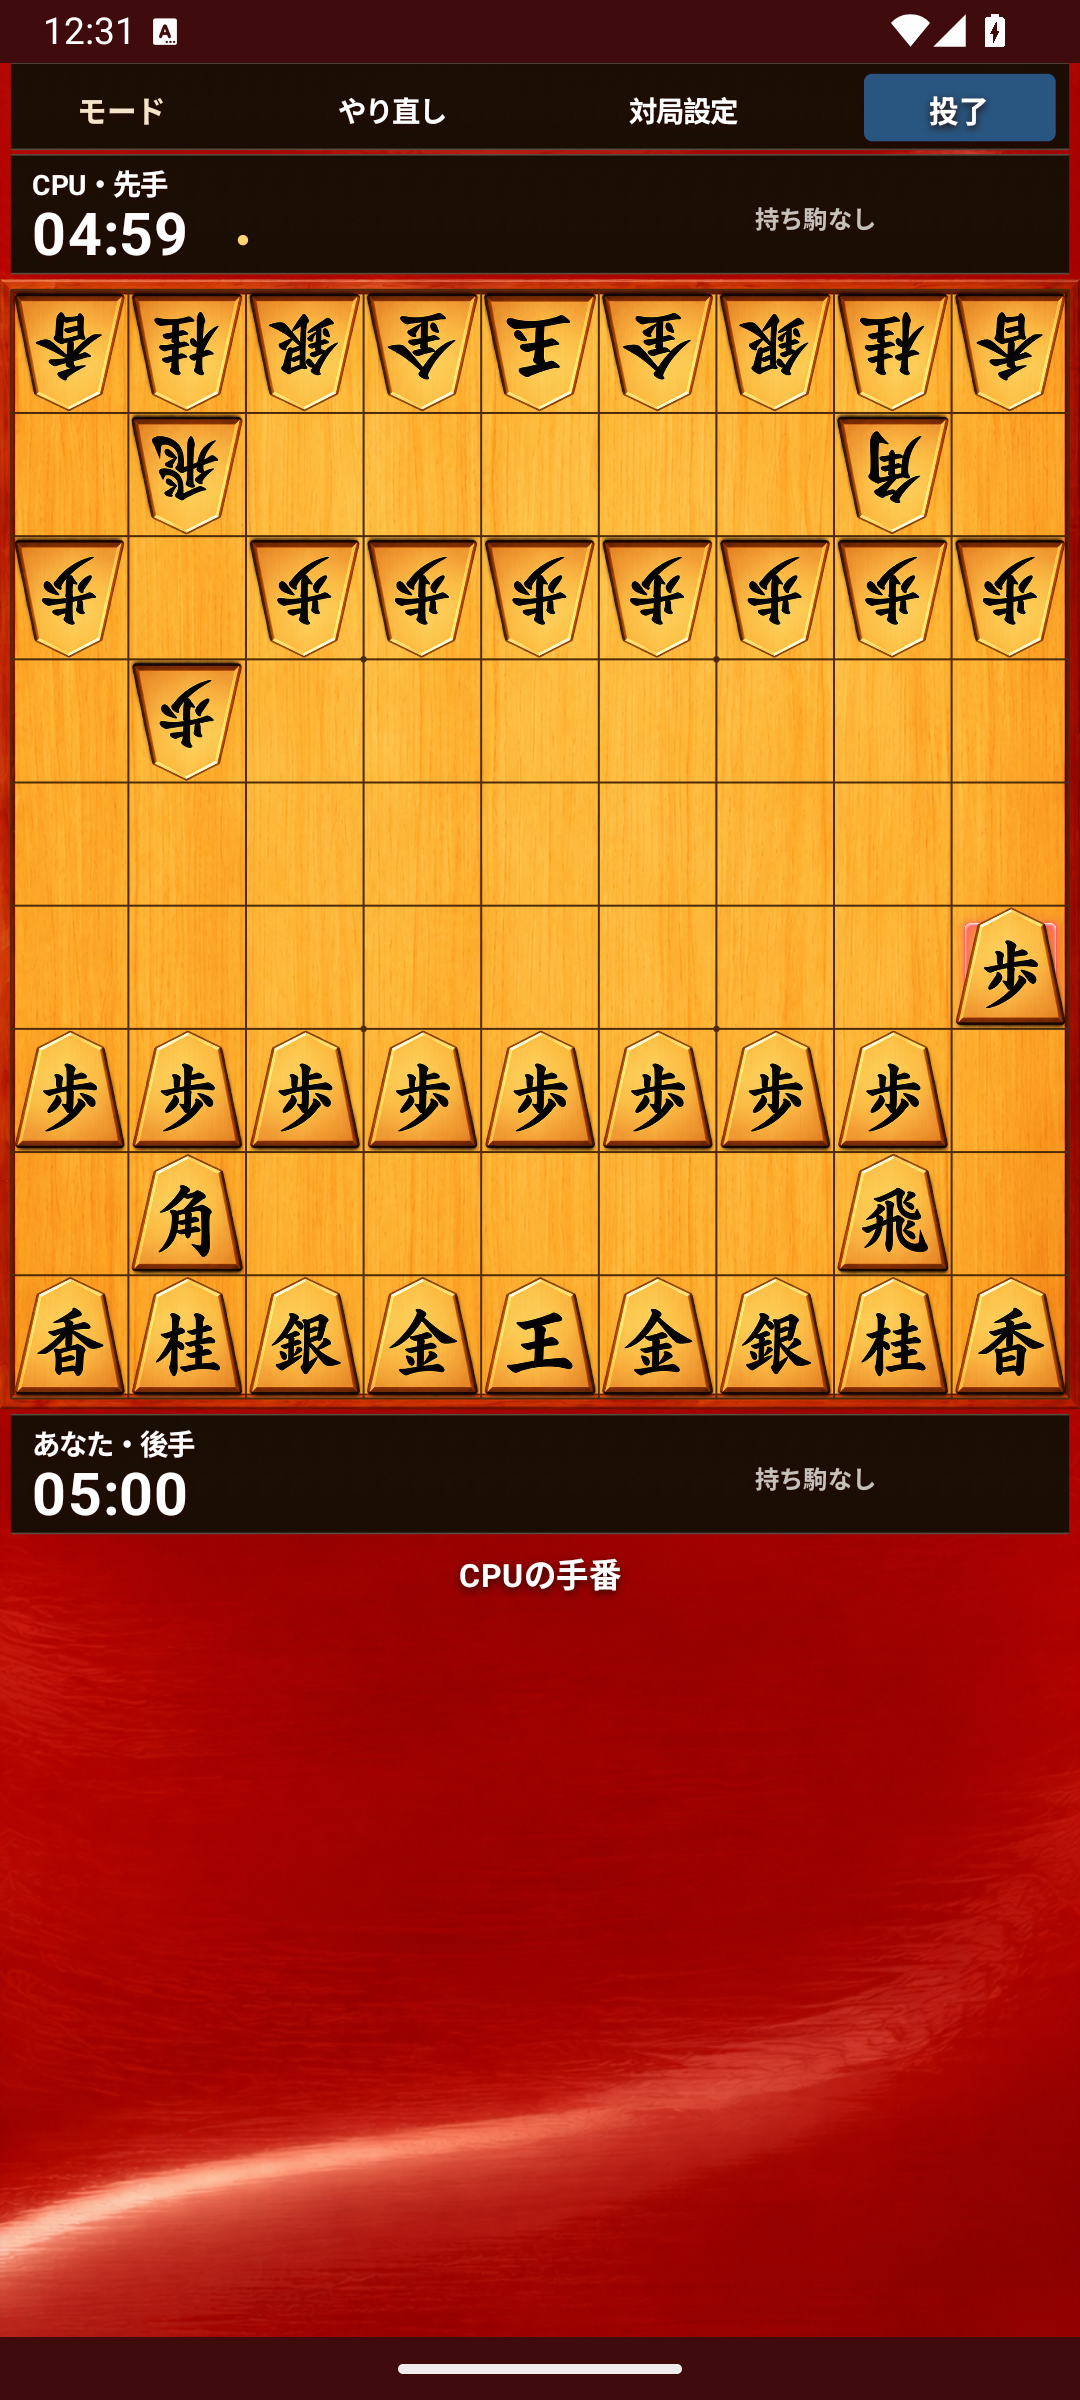 12:31
モード やり直し 対局設定 投了
CPU・先手
04:59
持ち駒なし
香 桂 銀 金 玉 金 銀 桂 香
飛 角
歩 歩 歩 歩 歩 歩 歩 歩
歩
歩
歩 歩 歩 歩 歩 歩 歩 歩
角 飛
香 桂 銀 金 王 金 銀 桂 香
あなた・後手
05:00
持ち駒なし
CPUの手番